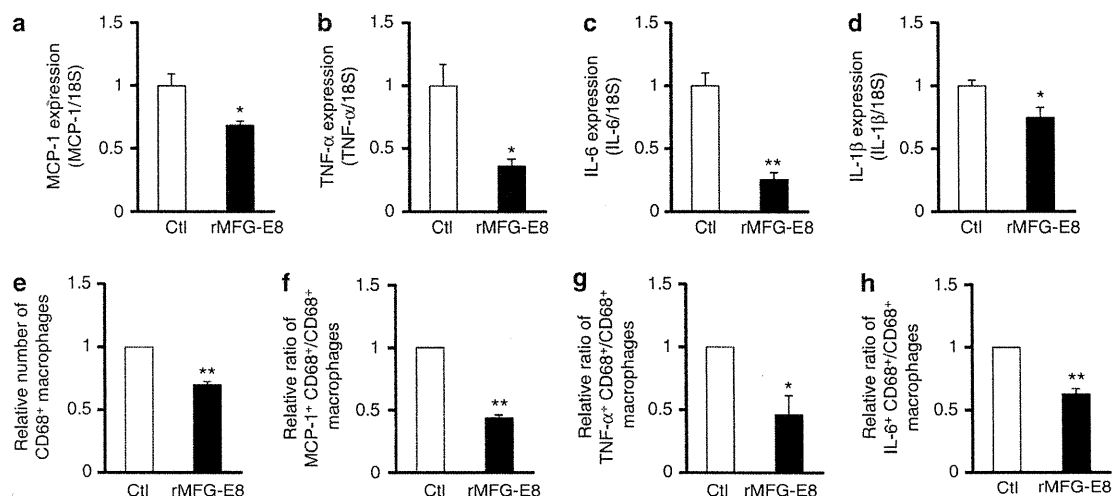 a
MCP-1 expression
(MCP-1/18S)
1.5
1
0.5
0
*
Ctl rMFG-E8
b
TNF-α expression
(TNF-α/18S)
1.5
1
0.5
0
*
Ctl rMFG-E8
c
IL-6 expression
(IL-6/18S)
1.5
1
0.5
0
**
Ctl rMFG-E8
d
IL-1β expression
(IL-1β/18S)
1.5
1
0.5
0
*
Ctl rMFG-E8
e
Relative number of
CD68+ macrophages
1.5
1
0.5
0
**
Ctl rMFG-E8
f
Relative ratio of
MCP-1+ CD68+/CD68+
macrophages
1.5
1
0.5
0
**
Ctl rMFG-E8
g
Relative ratio of
TNF-α+ CD68+/CD68+
macrophages
1.5
1
0.5
0
*
Ctl rMFG-E8
h
Relative ratio of
IL-6+ CD68+/CD68+
macrophages
1.5
1
0.5
0
**
Ctl rMFG-E8